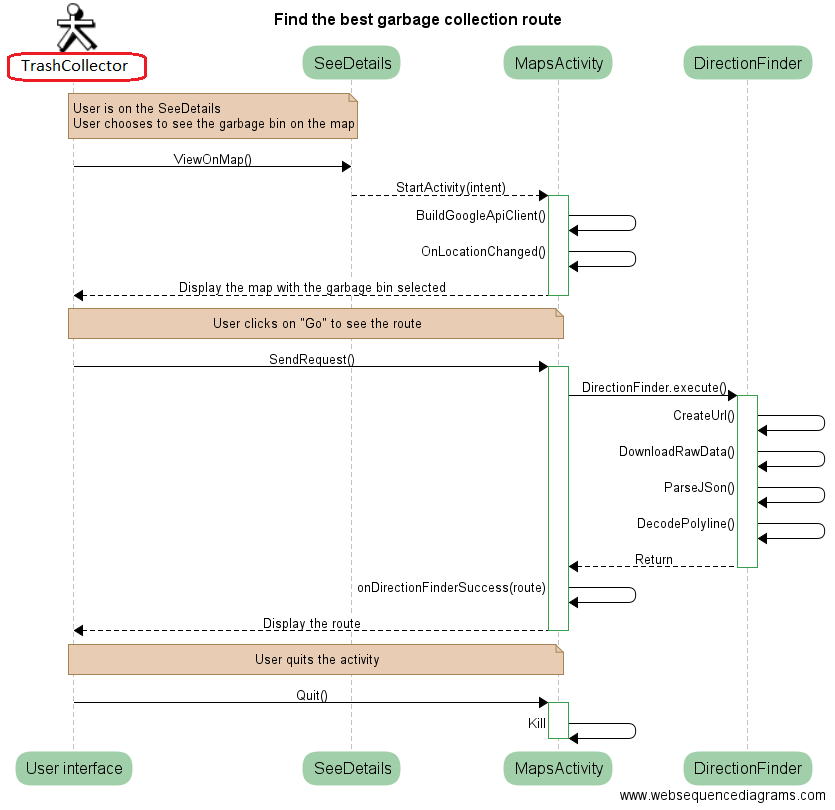 Find the best garbage collection route
TrashCollector
SeeDetails
MapsActivity
DirectionFinder
User is on the SeeDetails
User chooses to see the garbage bin on the map
ViewOnMap()
StartActivity(intent)
BuildGoogleApiClient()
OnLocationChanged()
Display the map with the garbage bin selected
User clicks on "Go" to see the route
SendRequest()
DirectionFinder.execute()
CreateUrl()
DownloadRawData()
ParseJSon()
DecodePolyline()
Return
onDirectionFinderSuccess(route)
Display the route
User quits the activity
Quit()
Kill
User interface
SeeDetails
MapsActivity
DirectionFinder
www.websequencediagrams.com